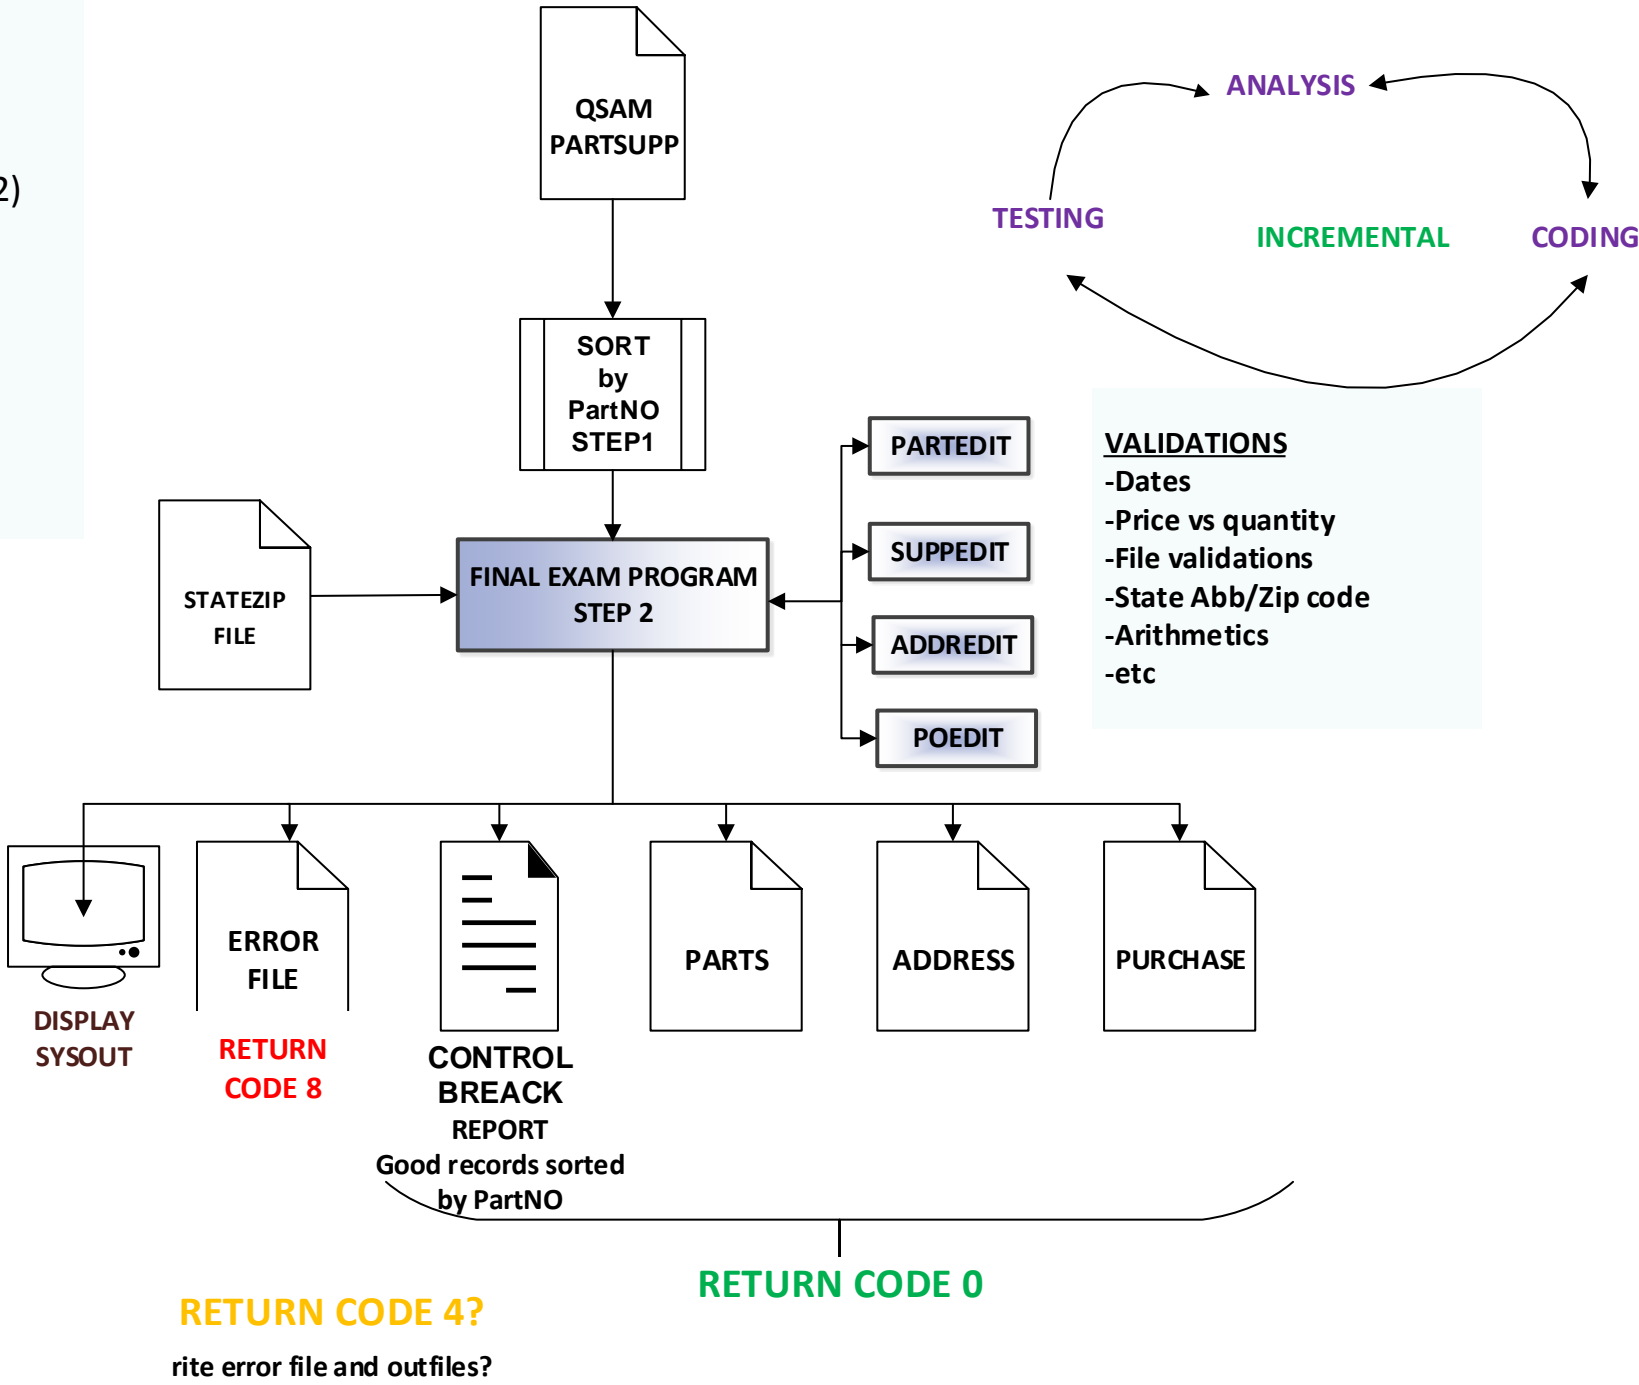 2)
QSAM
PARTSUPP
ANALYSIS
TESTING
INCREMENTAL
CODING
SORT
by
PartNO
STEP1
STATEZIP
FILE
FINAL EXAM PROGRAM
STEP 2
PARTEDIT
SUPPEDIT
ADDREDIT
POEDIT
VALIDATIONS
-Dates
-Price vs quantity
-File validations
-State Abb/Zip code
-Arithmetics
-etc
DISPLAY
SYSOUT
ERROR
FILE
RETURN
CODE 8
CONTROL
BREACK
REPORT
Good records sorted
by PartNO
PARTS
ADDRESS
PURCHASE
RETURN CODE 0
RETURN CODE 4?
rite error file and outfiles?